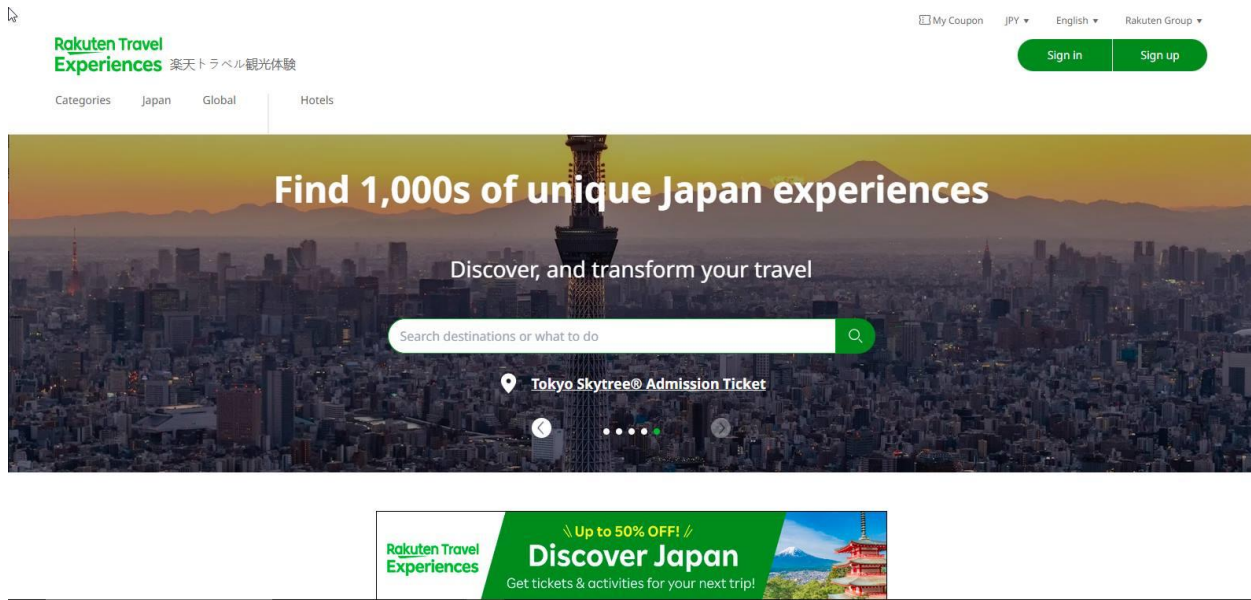 My Coupon JPY ▼ English ▼ Rakuten Group ▼
Rakuten Travel
Experiences 楽天トラベル観光体験
Sign in Sign up
Categories Japan Global Hotels
Find 1,000s of unique Japan experiences
Discover, and transform your travel
Search destinations or what to do
Tokyo Skytree® Admission Ticket
Rakuten Travel
Experiences
\\ Up to 50% OFF! //
Discover Japan
Get tickets & activities for your next trip!